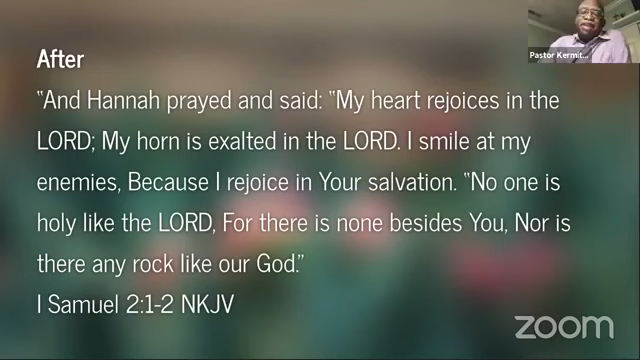 After
"And Hannah prayed and said: "My heart rejoices in the
LORD; My horn is exalted in the LORD. I smile at my
enemies, Because I rejoice in Your salvation. "No one is
holy like the LORD, For there is none besides You, Nor is
there any rock like our God."
I Samuel 2:1-2 NKJV
Pastor Kermit...
zoom